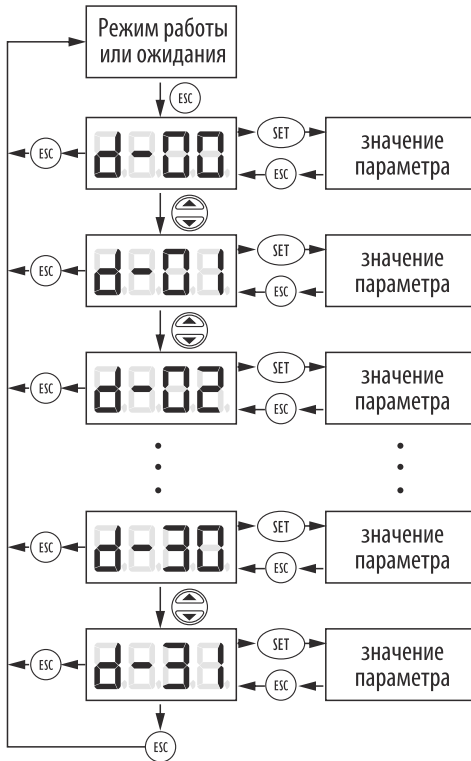 Режим работы
или ожидания
ESC
ESC
d-00
SET
ESC
значение
параметра
ESC
d-01
SET
ESC
значение
параметра
ESC
d-02
SET
ESC
значение
параметра
ESC
d-30
SET
ESC
значение
параметра
ESC
d-31
SET
ESC
значение
параметра
ESC